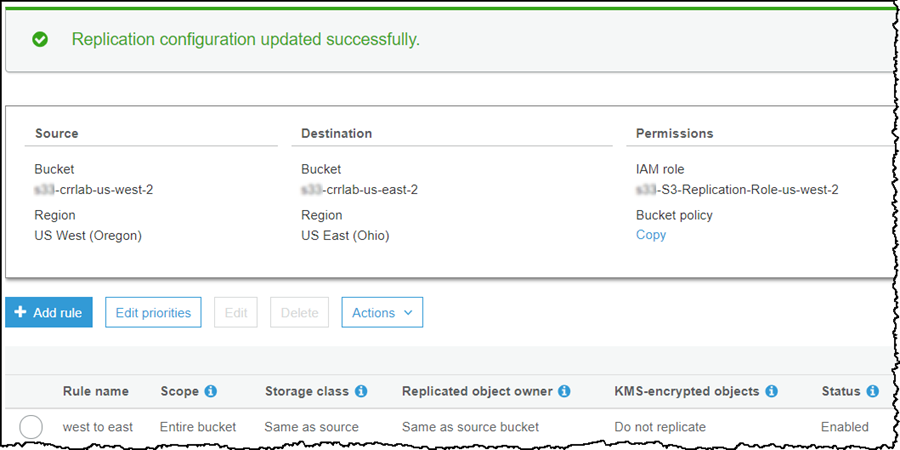 Replication configuration updated successfully.
Source
Destination
Permissions
Bucket
Bucket
IAM role
-crrlab-us-west-2
-crrlab-us-east-2
-S3-Replication-Role-us-west-2
Region
Region
Bucket policy
US West (Oregon)
US East (Ohio)
Copy
+ Add rule
Edit priorities
Edit
Delete
Actions
Rule name
Scope
Storage class
Replicated object owner
KMS-encrypted objects
Status
west to east
Entire bucket
Same as source
Same as source bucket
Do not replicate
Enabled